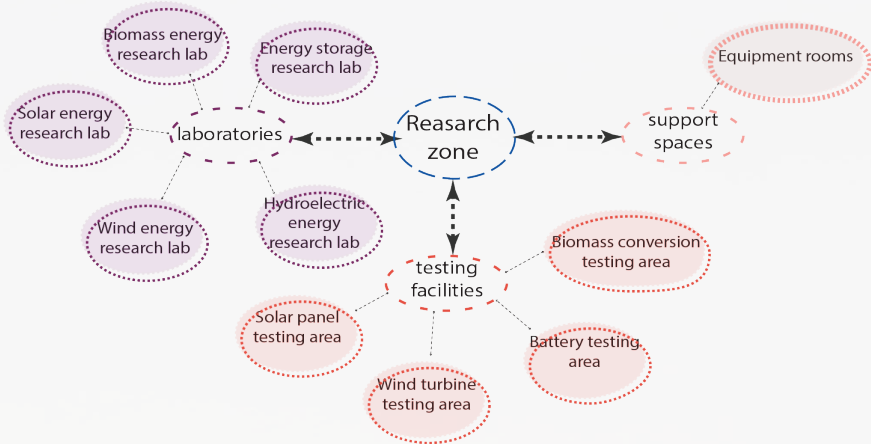 Biomass energy
research lab
Energy storage
research lab
Equipment rooms
Solar energy
research lab
laboratories
Reasarch
zone
support
spaces
Wind energy
research lab
Hydroelectric
energy
research lab
Biomass conversion
testing area
testing
facilities
Solar panel
testing area
Battery testing
area
Wind turbine
testing area